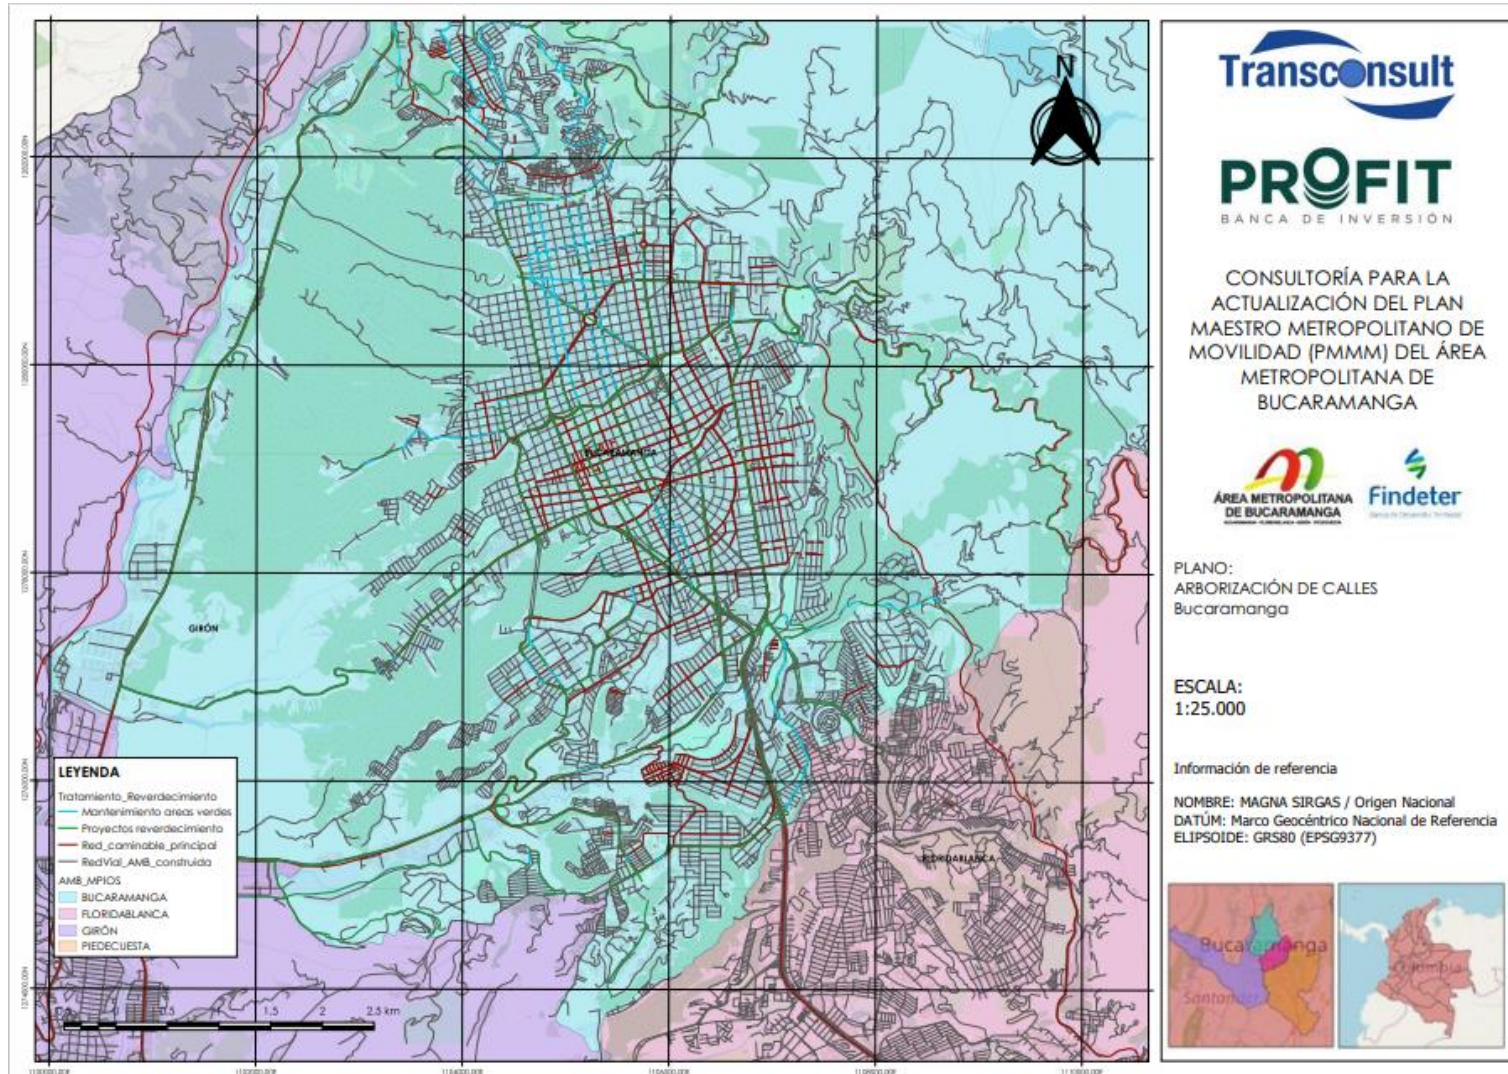 N
BUCARAMANGA
GIRÓN
FLORIDABLANCA
LEYENDA
Tratamiento_Reverdecimiento
Mantenimiento areas verdes
Proyectos reverdecimiento
Red_caminable_principal
RedVial_AMB_construida
AMB_MPIOS
BUCARAMANGA
FLORIDABLANCA
GIRÓN
PIEDECUESTA
0 0.5 1 1.5 2 2.5 km
Transconsult
PROFIT
BANCA DE INVERSIÓN
CONSULTORÍA PARA LA
ACTUALIZACIÓN DEL PLAN
MAESTRO METROPOLITANO DE
MOVILIDAD (PMMM) DEL ÁREA
METROPOLITANA DE
BUCARAMANGA
ÁREA METROPOLITANA
DE BUCARAMANGA
Findeter
PLANO:
ARBORIZACIÓN DE CALLES
Bucaramanga
ESCALA:
1:25.000
Información de referencia
NOMBRE: MAGNA SIRGAS / Origen Nacional
DATÚM: Marco Geocéntrico Nacional de Referencia
ELIPSOIDE: GRS80 (EPSG9377)
Bucaramanga
Santander
Colombia